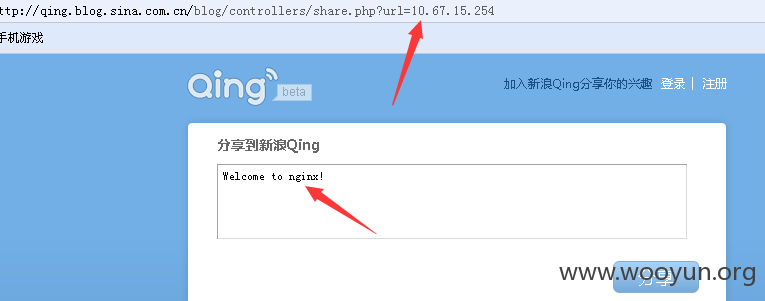 ttp://qing.blog.sina.com.cn/blog/controllers/share.php?url=10.67.15.254
手机游戏
Qing beta
加入新浪Qing分享你的兴趣 登录 | 注册
分享到新浪Qing
Welcome to nginx!
分享
www.wooyun.org